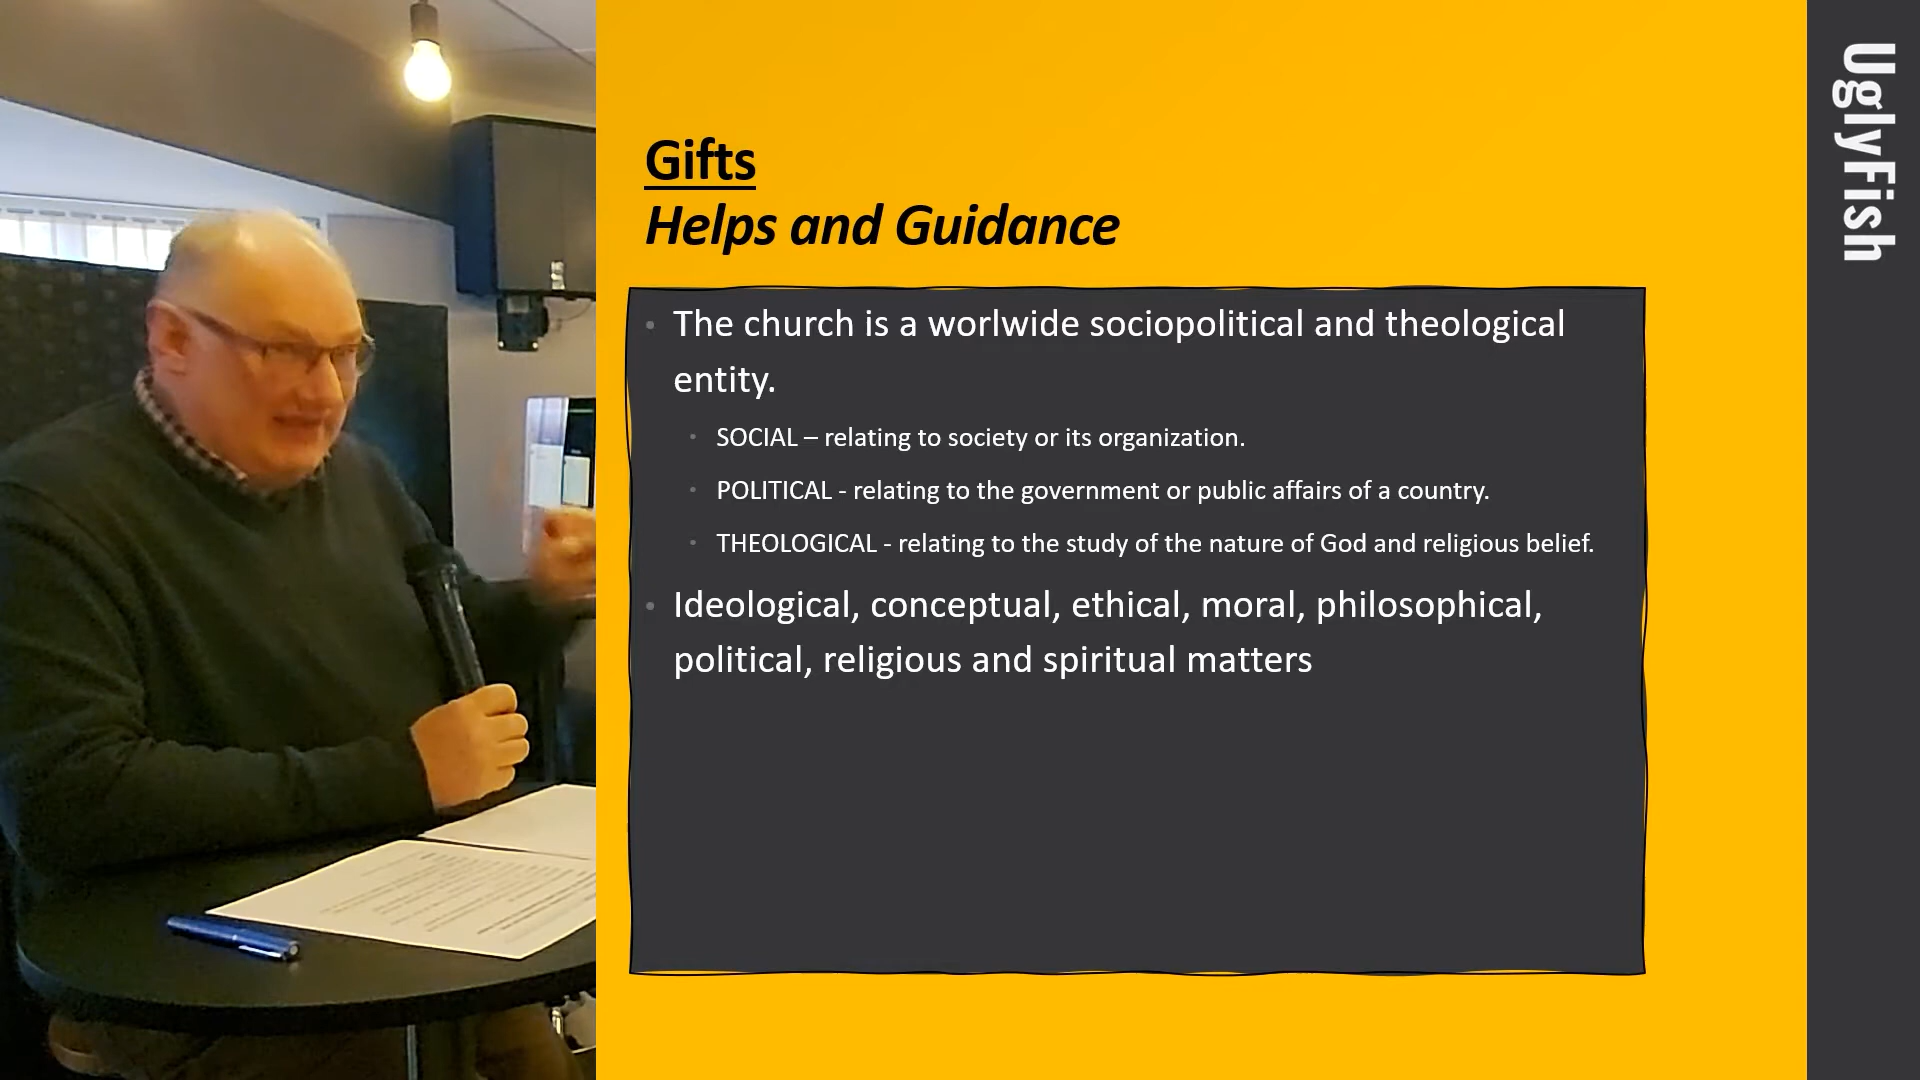 Gifts
Helps and Guidance
• The church is a worlwide sociopolitical and theological
entity.
• SOCIAL – relating to society or its organization.
• POLITICAL - relating to the government or public affairs of a country.
• THEOLOGICAL - relating to the study of the nature of God and religious belief.
• Ideological, conceptual, ethical, moral, philosophical,
political, religious and spiritual matters
UglyFish